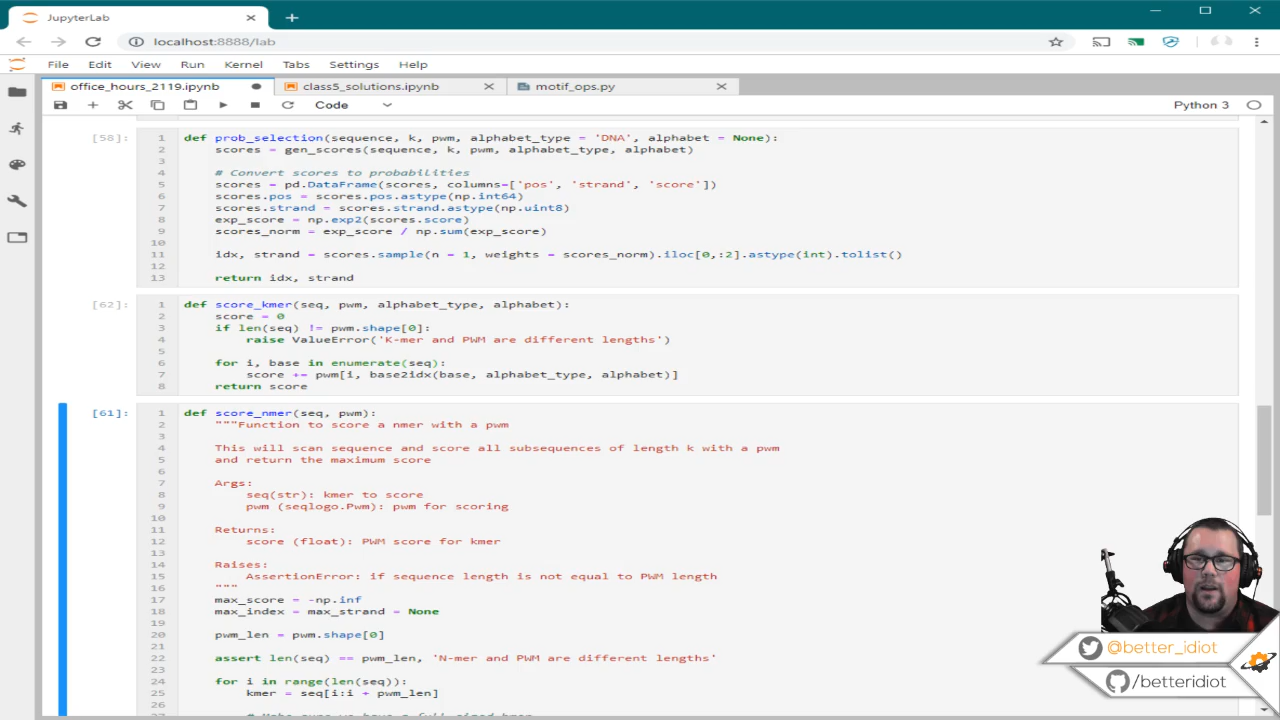 JupyterLab
localhost:8888/lab
File Edit View Run Kernel Tabs Settings Help
office_hours_2119.ipynb class5_solutions.ipynb motif_ops.py
Code Python 3
[58]:
1 def prob_selection(sequence, k, pwm, alphabet_type = 'DNA', alphabet = None):
2 scores = gen_scores(sequence, k, pwm, alphabet_type, alphabet)
3
4 # Convert scores to probabilities
5 scores = pd.DataFrame(scores, columns=['pos', 'strand', 'score'])
6 scores.pos = scores.pos.astype(np.int64)
7 scores.strand = scores.strand.astype(np.uint8)
8 exp_score = np.exp2(scores.score)
9 scores_norm = exp_score / np.sum(exp_score)
10
11 idx, strand = scores.sample(n = 1, weights = scores_norm).iloc[0,:2].astype(int).tolist()
12
13 return idx, strand
[62]:
1 def score_kmer(seq, pwm, alphabet_type, alphabet):
2 score = 0
3 if len(seq) != pwm.shape[0]:
4 raise ValueError('K-mer and PWM are different lengths')
5
6 for i, base in enumerate(seq):
7 score += pwm[i, base2idx(base, alphabet_type, alphabet)]
8 return score
[61]:
1 def score_nmer(seq, pwm):
2 """Function to score a nmer with a pwm
3
4 This will scan sequence and score all subsequences of length k with a pwm
5 and return the maximum score
6
7 Args:
8 seq(str): kmer to score
9 pwm (seqlogo.Pwm): pwm for scoring
10
11 Returns:
12 score (float): PWM score for kmer
13
14 Raises:
15 AssertionError: if sequence length is not equal to PWM length
16 """
17 max_score = -np.inf
18 max_index = max_strand = None
19
20 pwm_len = pwm.shape[0]
21
22 assert len(seq) == pwm_len, 'N-mer and PWM are different lengths'
23
24 for i in range(len(seq)):
25 kmer = seq[i:i + pwm_len]
26
@better_idiot
/betteridiot